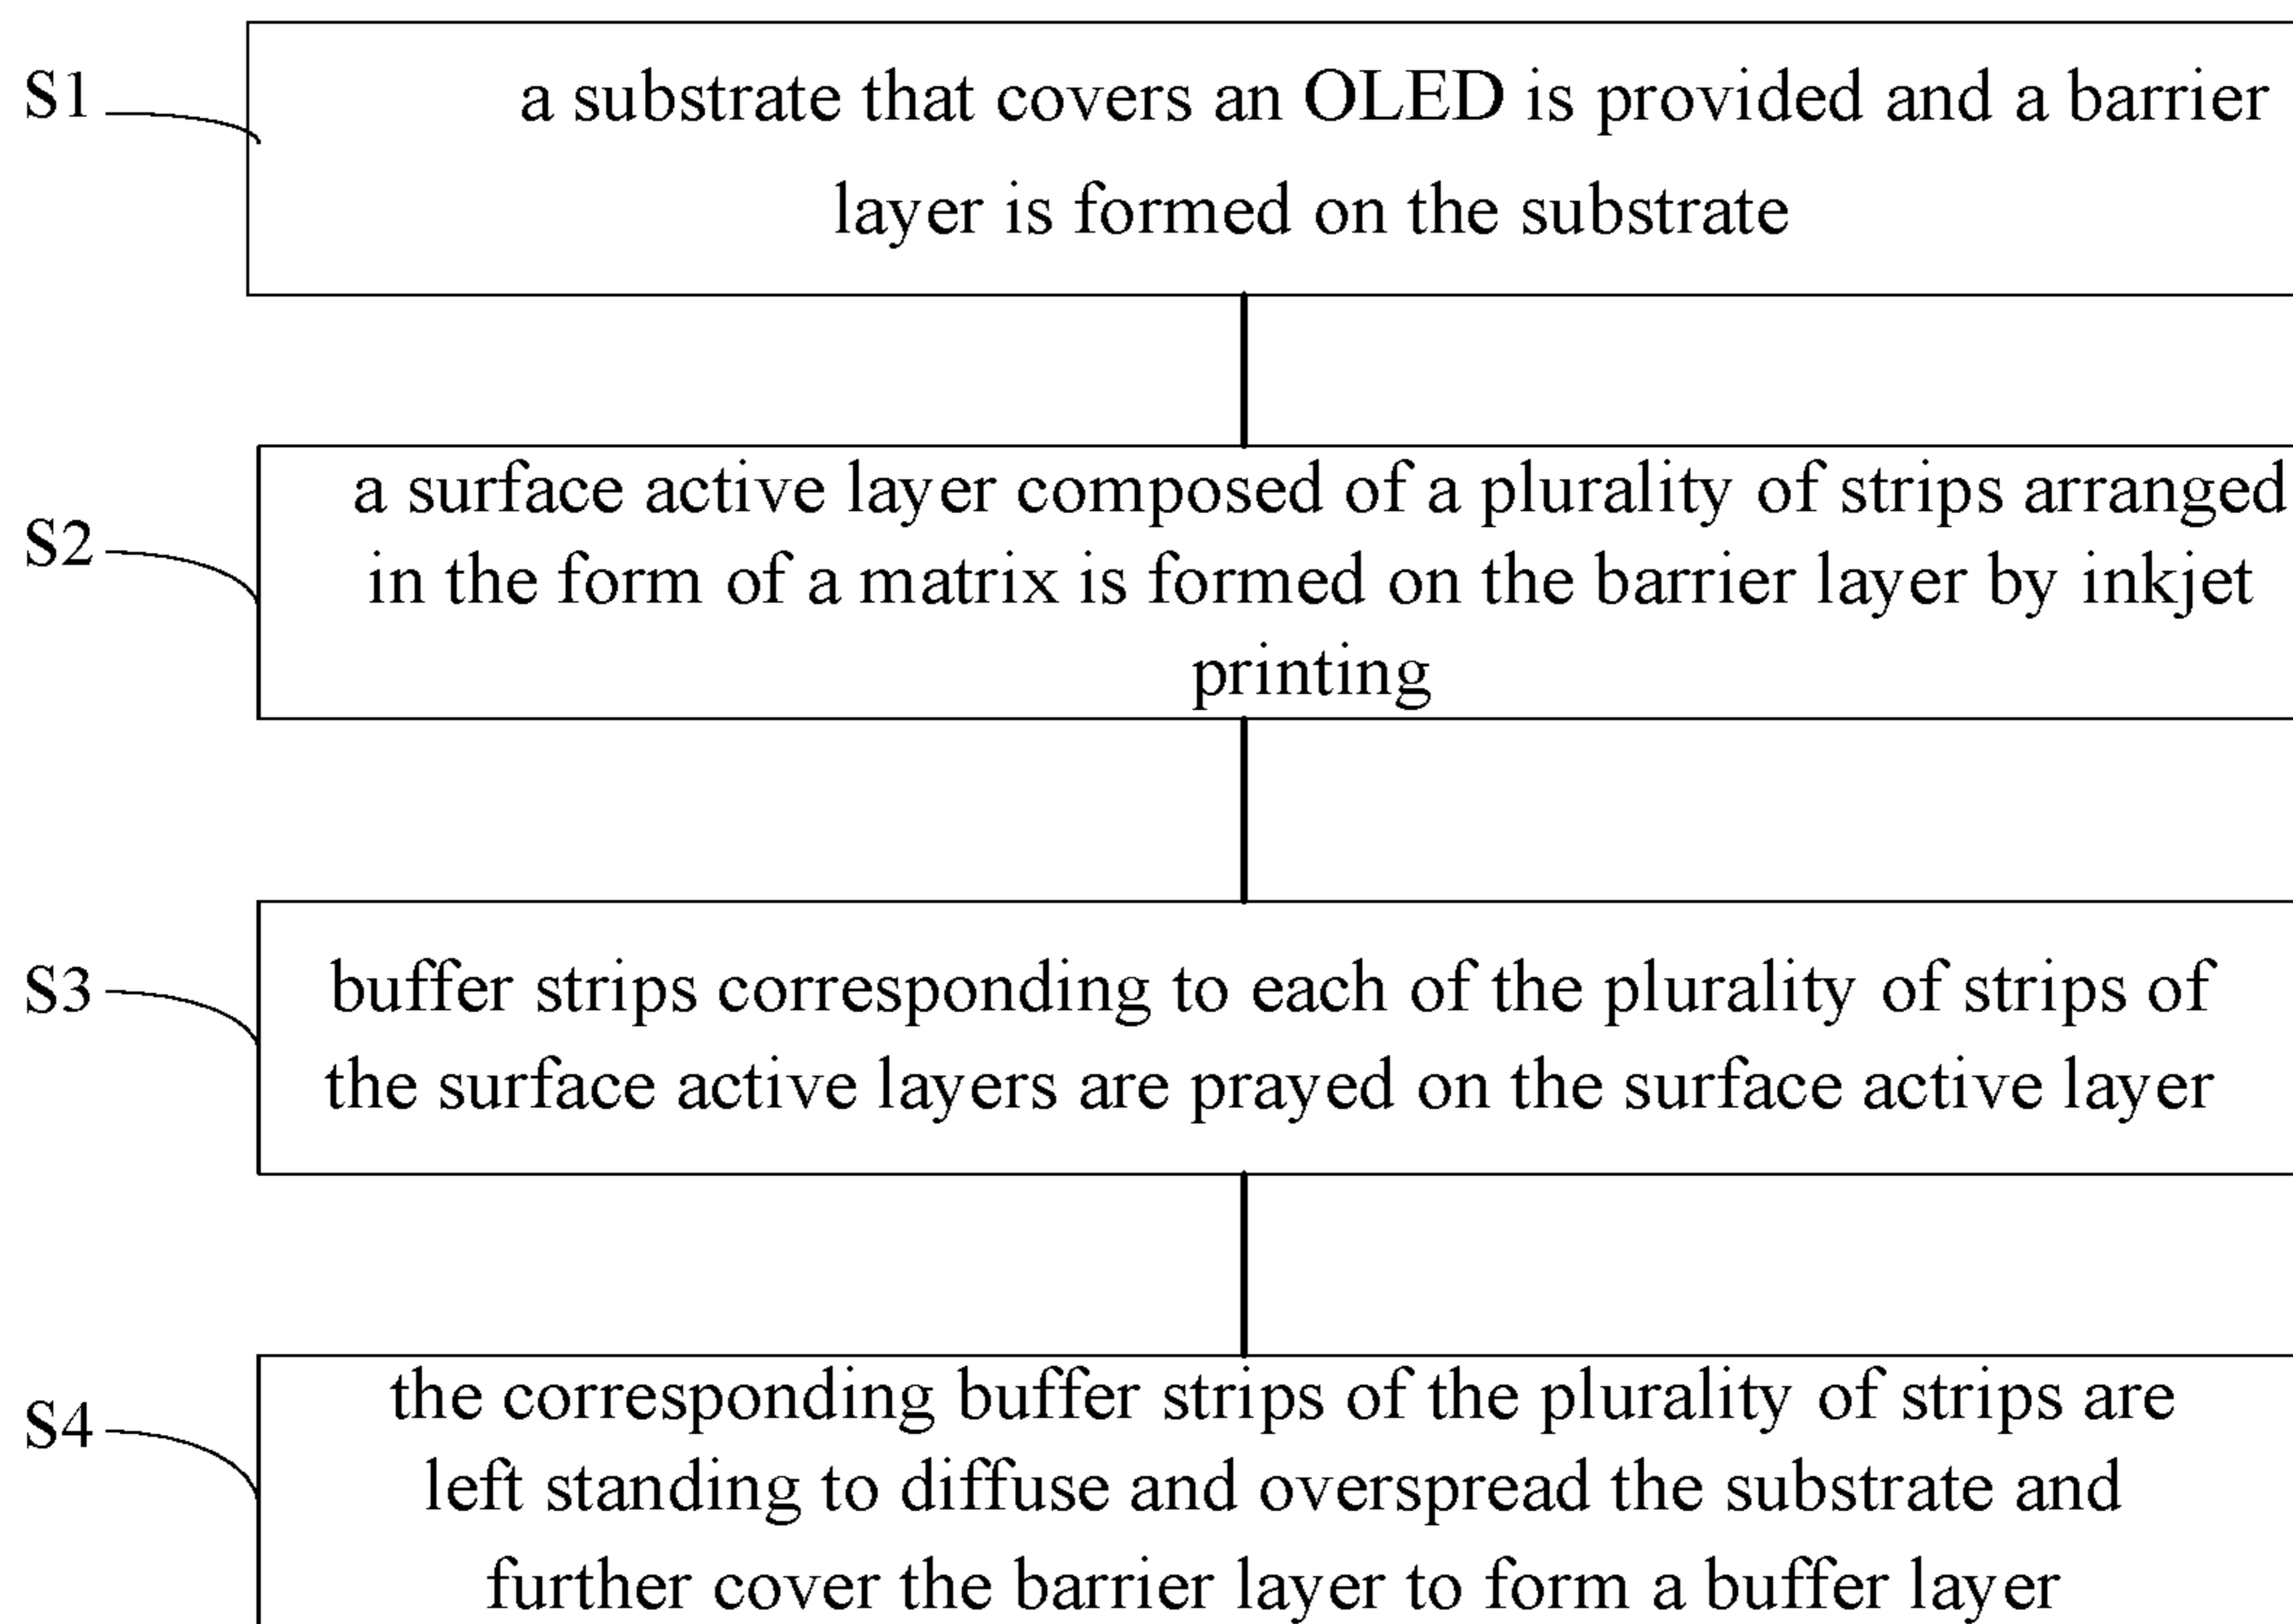 S1
a substrate that covers an OLED is provided and a barrier
layer is formed on the substrate
S2
a surface active layer composed of a plurality of strips arranged
in the form of a matrix is formed on the barrier layer by inkjet
printing
S3
buffer strips corresponding to each of the plurality of strips of
the surface active layers are prayed on the surface active layer
S4
the corresponding buffer strips of the plurality of strips are
left standing to diffuse and overspread the substrate and
further cover the barrier layer to form a buffer layer